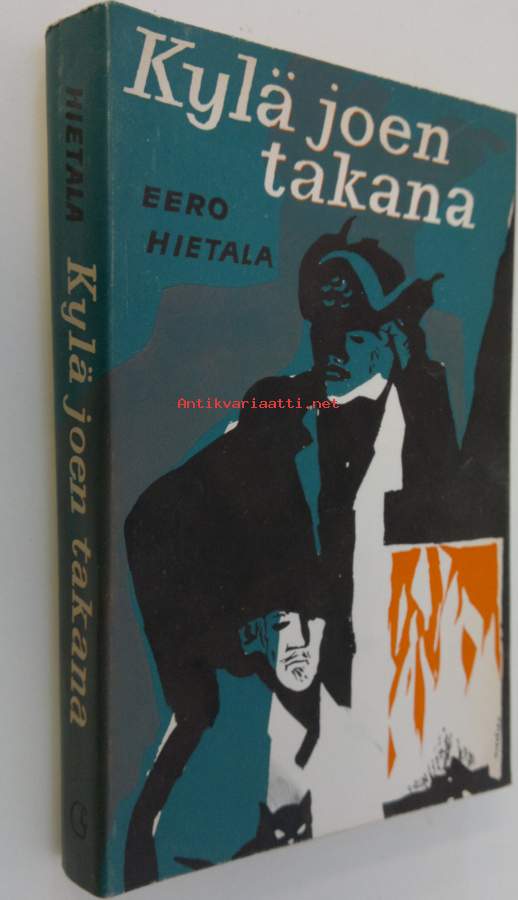 Kylä joen
takana
EERO
HIETALA
HIETALA Kylä joen takana
Antikvariaatti.net